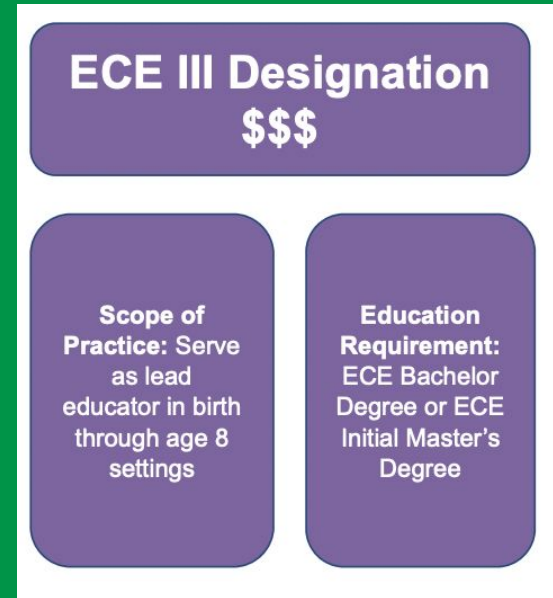 ECE III Designation
$$$
Scope of
Practice: Serve
as lead
educator in birth
through age 8
settings
Education
Requirement:
ECE Bachelor
Degree or ECE
Initial Master's
Degree